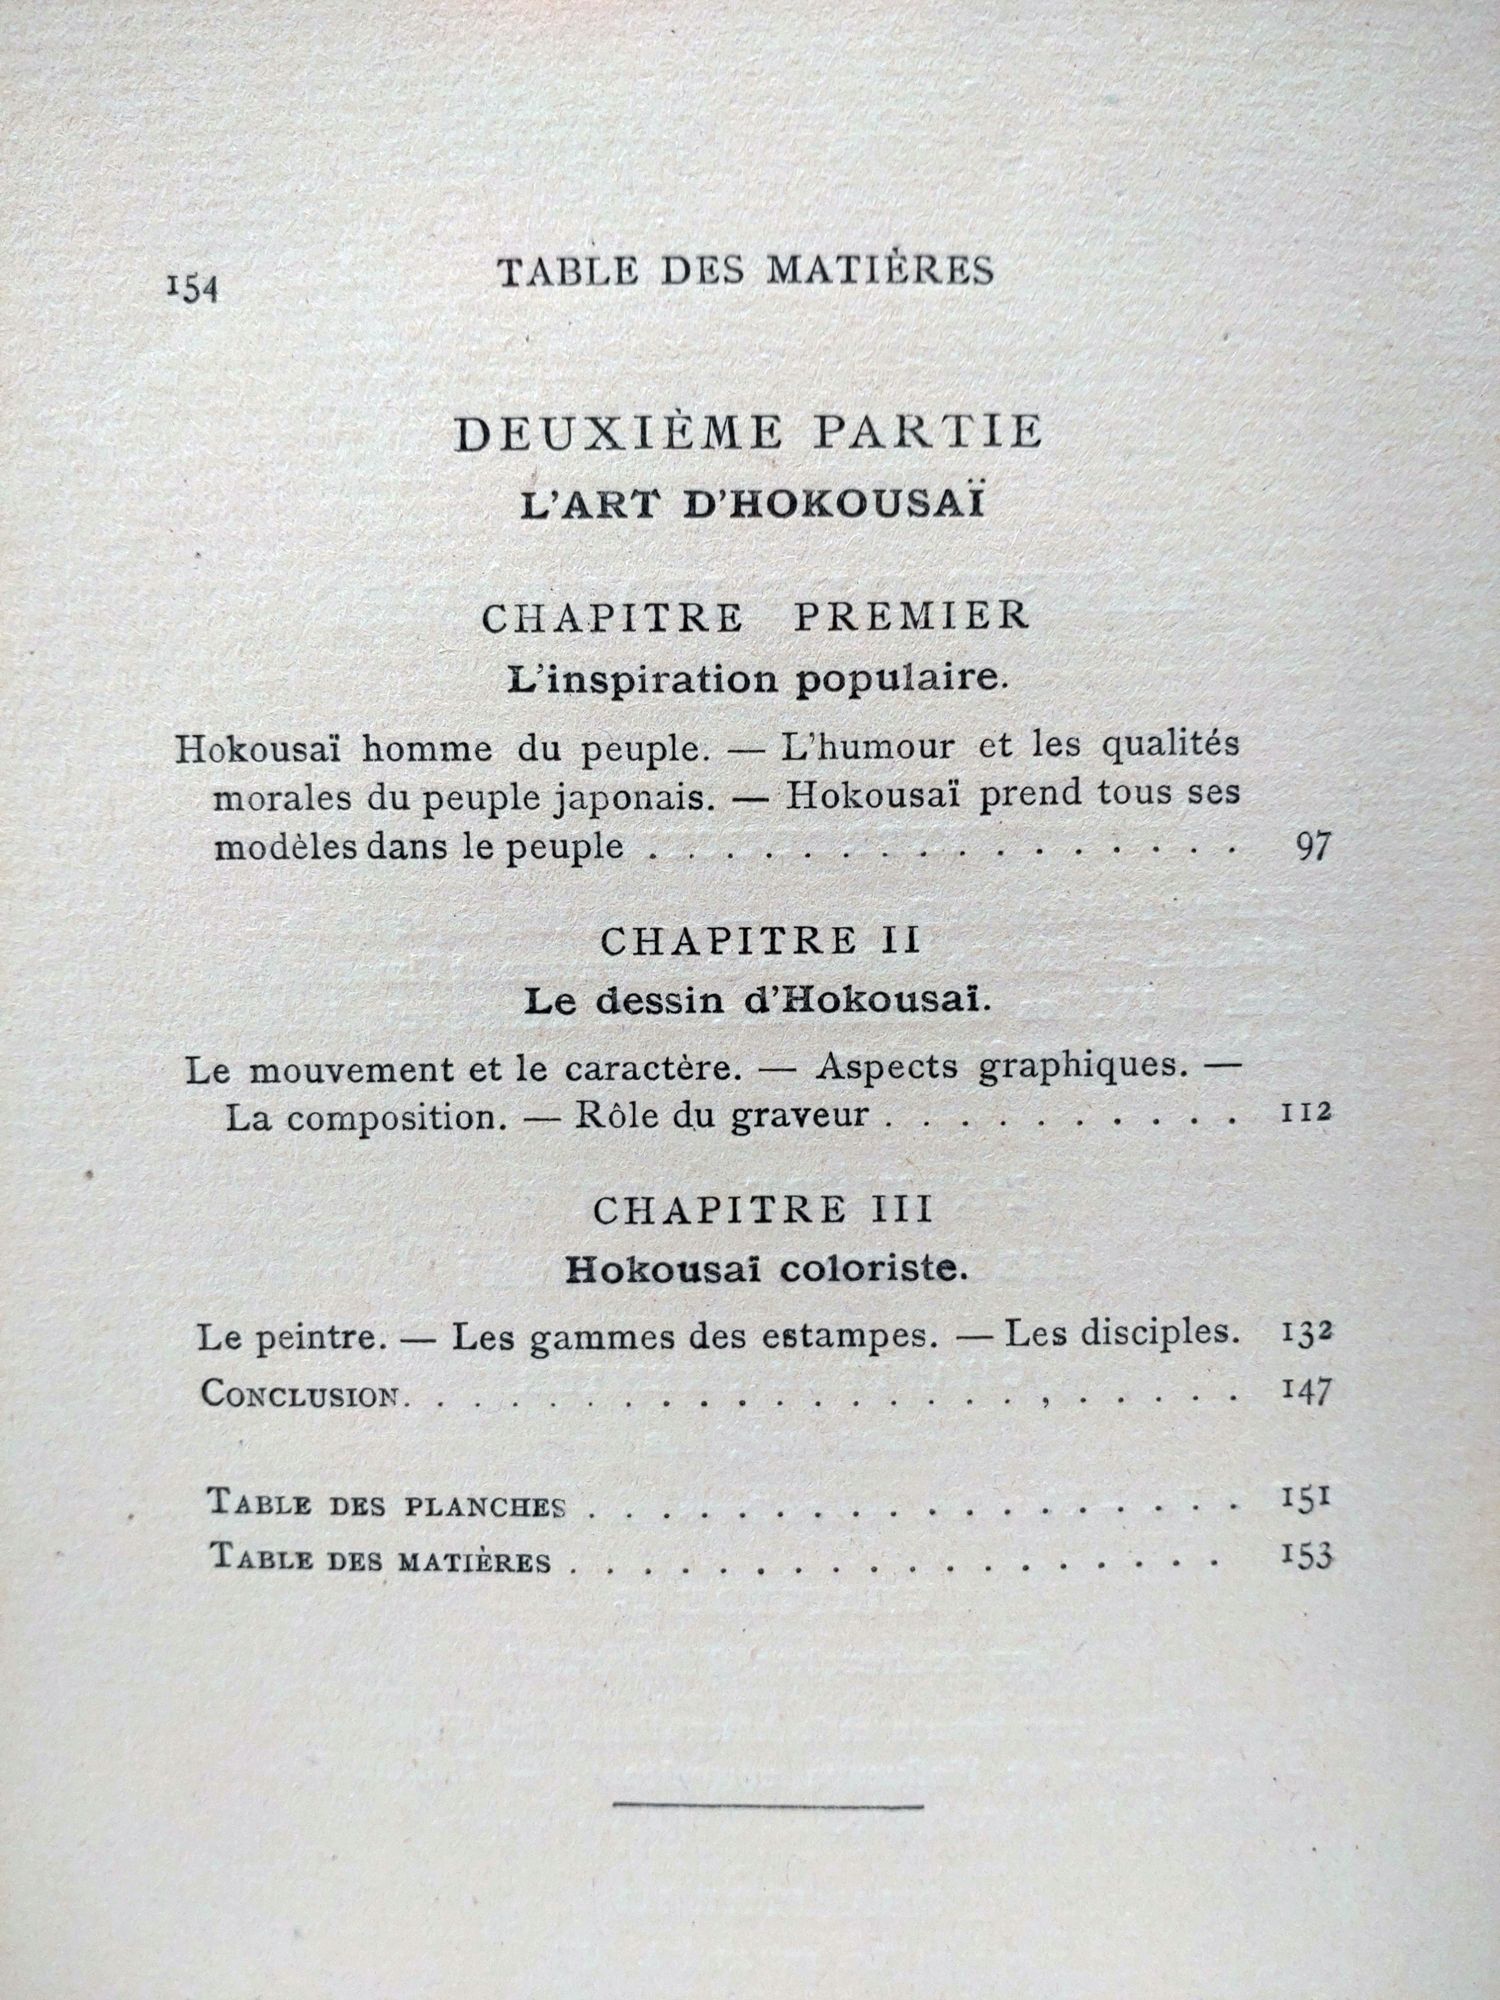 154
TABLE DES MATIÈRES
DEUXIÈME PARTIE
L'ART D'HOKOUSAÏ
CHAPITRE PREMIER
L'inspiration populaire.
Hokousaï homme du peuple. — L'humour et les qualités
morales du peuple japonais. — Hokousaï prend tous ses
modèles dans le peuple . . . . . . . . . . . . . . . . 97
CHAPITRE II
Le dessin d'Hokousaï.
Le mouvement et le caractère. — Aspects graphiques. —
La composition. — Rôle du graveur . . . . . . . . . . 112
CHAPITRE III
Hokousaï coloriste.
Le peintre. — Les gammes des estampes. — Les disciples. 132
CONCLUSION. . . . . . . . . . . . . . . . . , . . . . . 147
TABLE DES PLANCHES . . . . . . . . . . . . . . . . . . 151
TABLE DES MATIÈRES . . . . . . . . . . . . . . . . . . 153